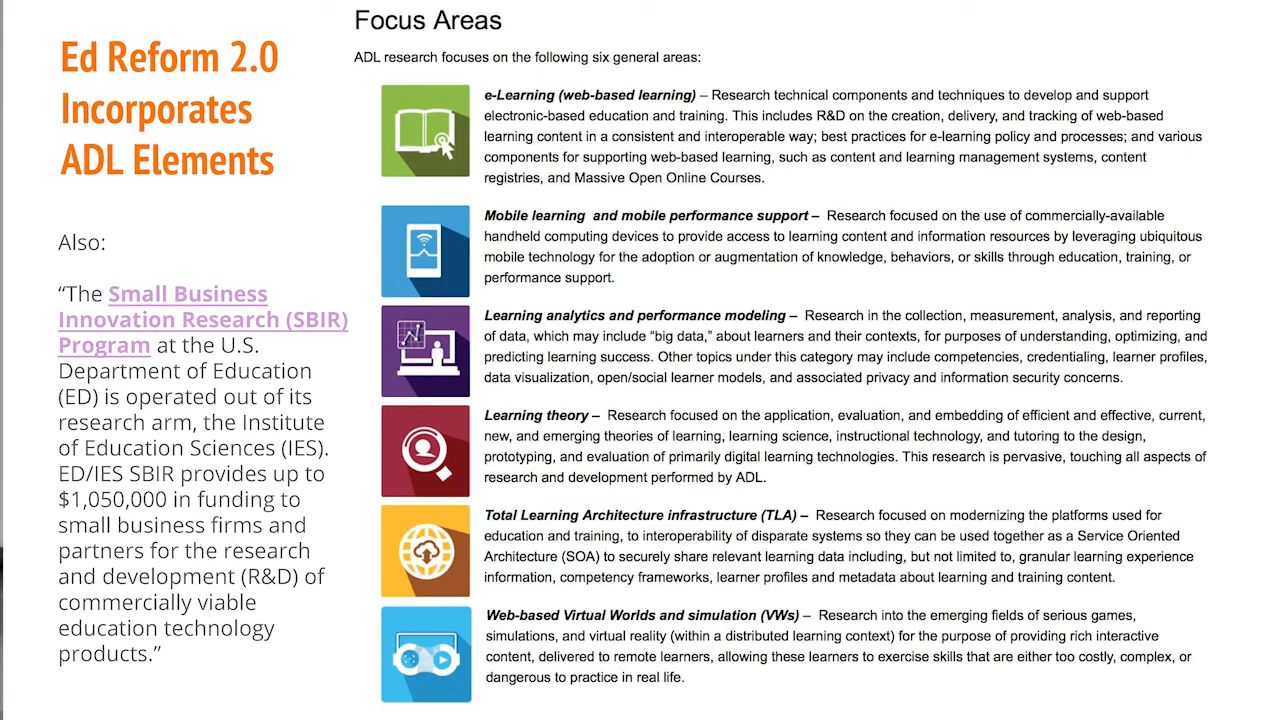 Ed Reform 2.0
Incorporates
ADL Elements
Also:
“The Small Business
Innovation Research (SBIR)
Program at the U.S.
Department of Education
(ED) is operated out of its
research arm, the Institute
of Education Sciences (IES).
ED/IES SBIR provides up to
$1,050,000 in funding to
small business firms and
partners for the research
and development (R&D) of
commercially viable
education technology
products.”
Focus Areas
ADL research focuses on the following six general areas:
e-Learning (web-based learning) – Research technical components and techniques to develop and support
electronic-based education and training. This includes R&D on the creation, delivery, and tracking of web-based
learning content in a consistent and interoperable way; best practices for e-learning policy and processes; and various
components for supporting web-based learning, such as content and learning management systems, content
registries, and Massive Open Online Courses.
Mobile learning and mobile performance support – Research focused on the use of commercially-available
handheld computing devices to provide access to learning content and information resources by leveraging ubiquitous
mobile technology for the adoption or augmentation of knowledge, behaviors, or skills through education, training, or
performance support.
Learning analytics and performance modeling – Research in the collection, measurement, analysis, and reporting
of data, which may include “big data,” about learners and their contexts, for purposes of understanding, optimizing, and
predicting learning success. Other topics under this category may include competencies, credentialing, learner profiles,
data visualization, open/social learner models, and associated privacy and information security concerns.
Learning theory – Research focused on the application, evaluation, and embedding of efficient and effective, current,
new, and emerging theories of learning, learning science, instructional technology, and tutoring to the design,
prototyping, and evaluation of primarily digital learning technologies. This research is pervasive, touching all aspects of
research and development performed by ADL.
Total Learning Architecture infrastructure (TLA) – Research focused on modernizing the platforms used for
education and training, to interoperability of disparate systems so they can be used together as a Service Oriented
Architecture (SOA) to securely share relevant learning data including, but not limited to, granular learning experience
information, competency frameworks, learner profiles and metadata about learning and training content.
Web-based Virtual Worlds and simulation (VWs) – Research into the emerging fields of serious games,
simulations, and virtual reality (within a distributed learning context) for the purpose of providing rich interactive
content, delivered to remote learners, allowing these learners to exercise skills that are either too costly, complex, or
dangerous to practice in real life.